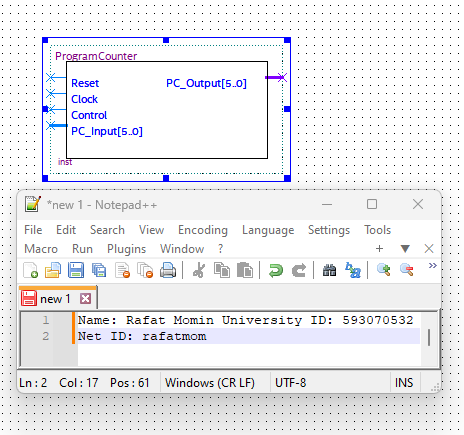 ProgramCounter
Reset PC_Output[5..0]
Clock
Control
PC_Input[5..0]
inst
*new 1 - Notepad++
File Edit Search View Encoding Language Settings Tools
Macro Run Plugins Window ? + ▼ X
new 1
1 Name: Rafat Momin University ID: 593070532
2 Net ID: rafatmom
Ln : 2 Col : 17 Pos : 61 Windows (CR LF) UTF-8 INS